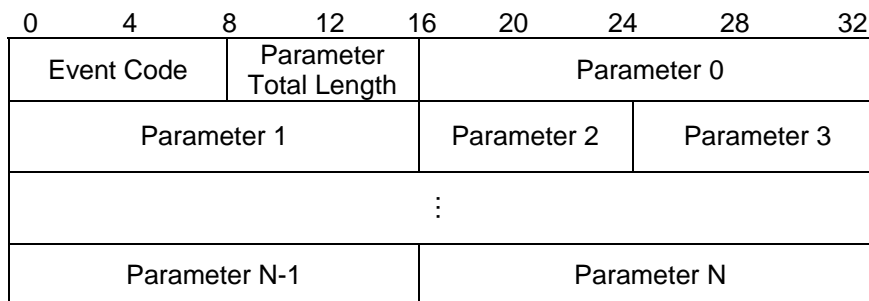 0 4 8 12 16 20 24 28 32
Event Code Parameter Total Length Parameter 0
Parameter 1 Parameter 2 Parameter 3
⋮
Parameter N-1 Parameter N